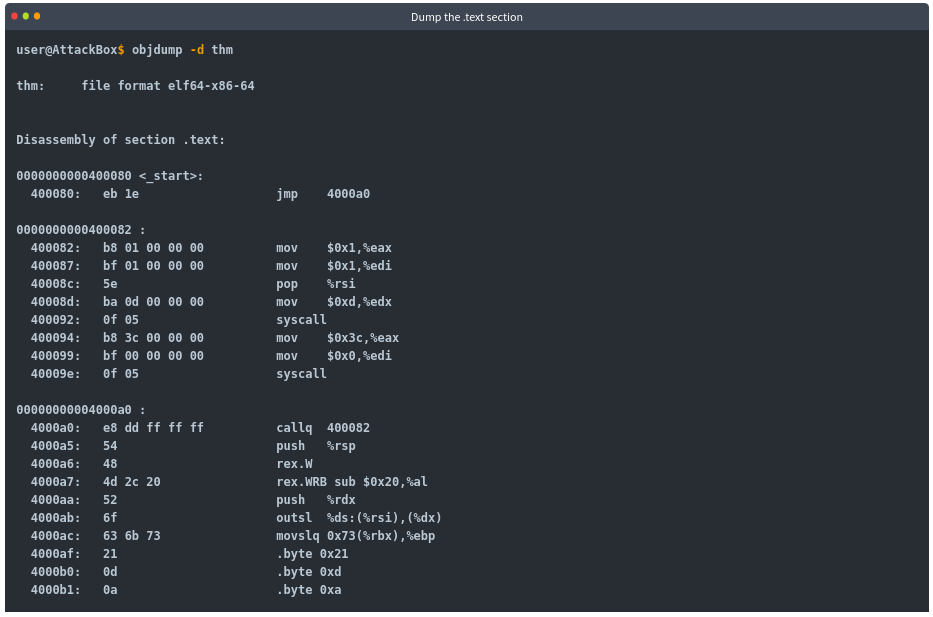 Dump the .text section
user@AttackBox$ objdump -d thm
thm:     file format elf64-x86-64
Disassembly of section .text:
0000000000400080 <_start>:
  400080:   eb 1e                   jmp    4000a0
0000000000400082 :
  400082:   b8 01 00 00 00          mov    $0x1,%eax
  400087:   bf 01 00 00 00          mov    $0x1,%edi
  40008c:   5e                      pop    %rsi
  40008d:   ba 0d 00 00 00          mov    $0xd,%edx
  400092:   0f 05                   syscall
  400094:   b8 3c 00 00 00          mov    $0x3c,%eax
  400099:   bf 00 00 00 00          mov    $0x0,%edi
  40009e:   0f 05                   syscall
00000000004000a0 :
  4000a0:   e8 dd ff ff ff          callq  400082
  4000a5:   54                      push   %rsp
  4000a6:   48                      rex.W
  4000a7:   4d 2c 20                rex.WRB sub $0x20,%al
  4000aa:   52                      push   %rdx
  4000ab:   6f                      outsl  %ds:(%rsi),(%dx)
  4000ac:   63 6b 73                movslq 0x73(%rbx),%ebp
  4000af:   21                      .byte 0x21
  4000b0:   0d                      .byte 0xd
  4000b1:   0a                      .byte 0xa